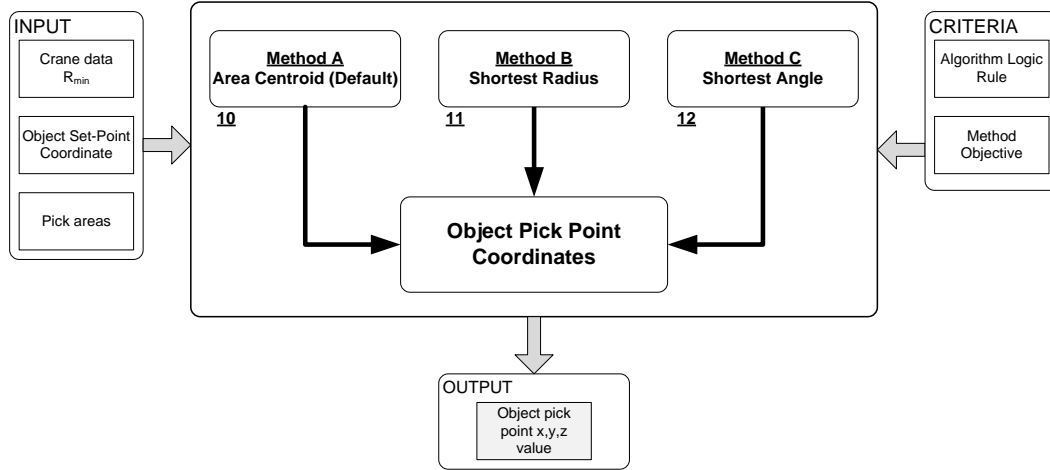 INPUT
Crane data
Rmin
Object Set-Point
Coordinate
Pick areas
Method A
Area Centroid (Default)
10
Method B
Shortest Radius
11
Method C
Shortest Angle
12
Object Pick Point
Coordinates
CRITERIA
Algorithm Logic
Rule
Method
Objective
OUTPUT
Object pick
point x,y,z
value